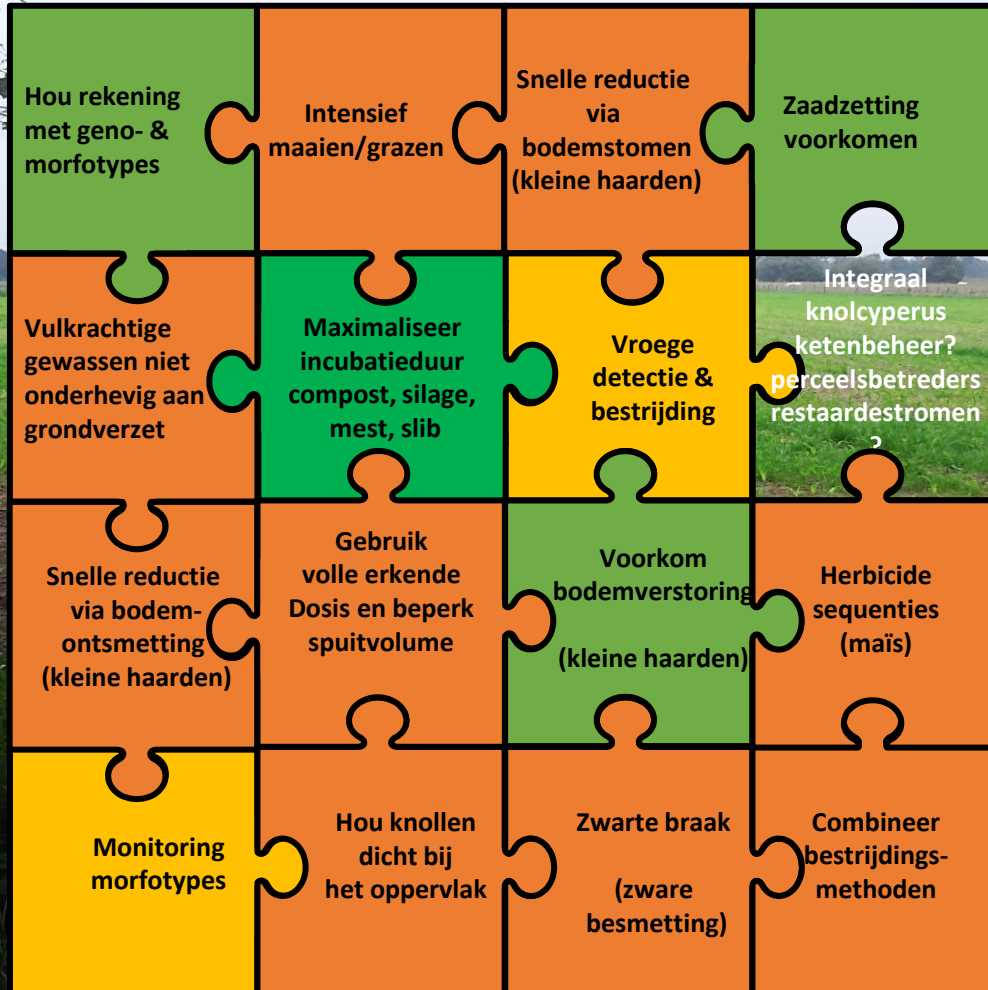 Hou rekening
met geno- &
morfotypes
Intensief
maaien/grazen
Snelle reductie
via
bodemstomen
(kleine haarden)
Zaadzetting
voorkomen
Vulkrachtige
gewassen niet
onderhevig aan
grondverzet
Maximaliseer
incubatieduur
compost, silage,
mest, slib
Vroege
detectie &
bestrijding
Integraal
knolcyperus
ketenbeheer?
perceelsbetreders
restaardestromen
?
Snelle reductie
via bodem-
ontsmetting
(kleine haarden)
Gebruik
volle erkende
Dosis en beperk
spuitvolume
Voorkom
bodemverstoring
(kleine haarden)
Herbicide
sequenties
(maïs)
Monitoring
morfotypes
Hou knollen
dicht bij
het oppervlak
Zwarte braak
(zware
besmetting)
Combineer
bestrijdings-
methoden